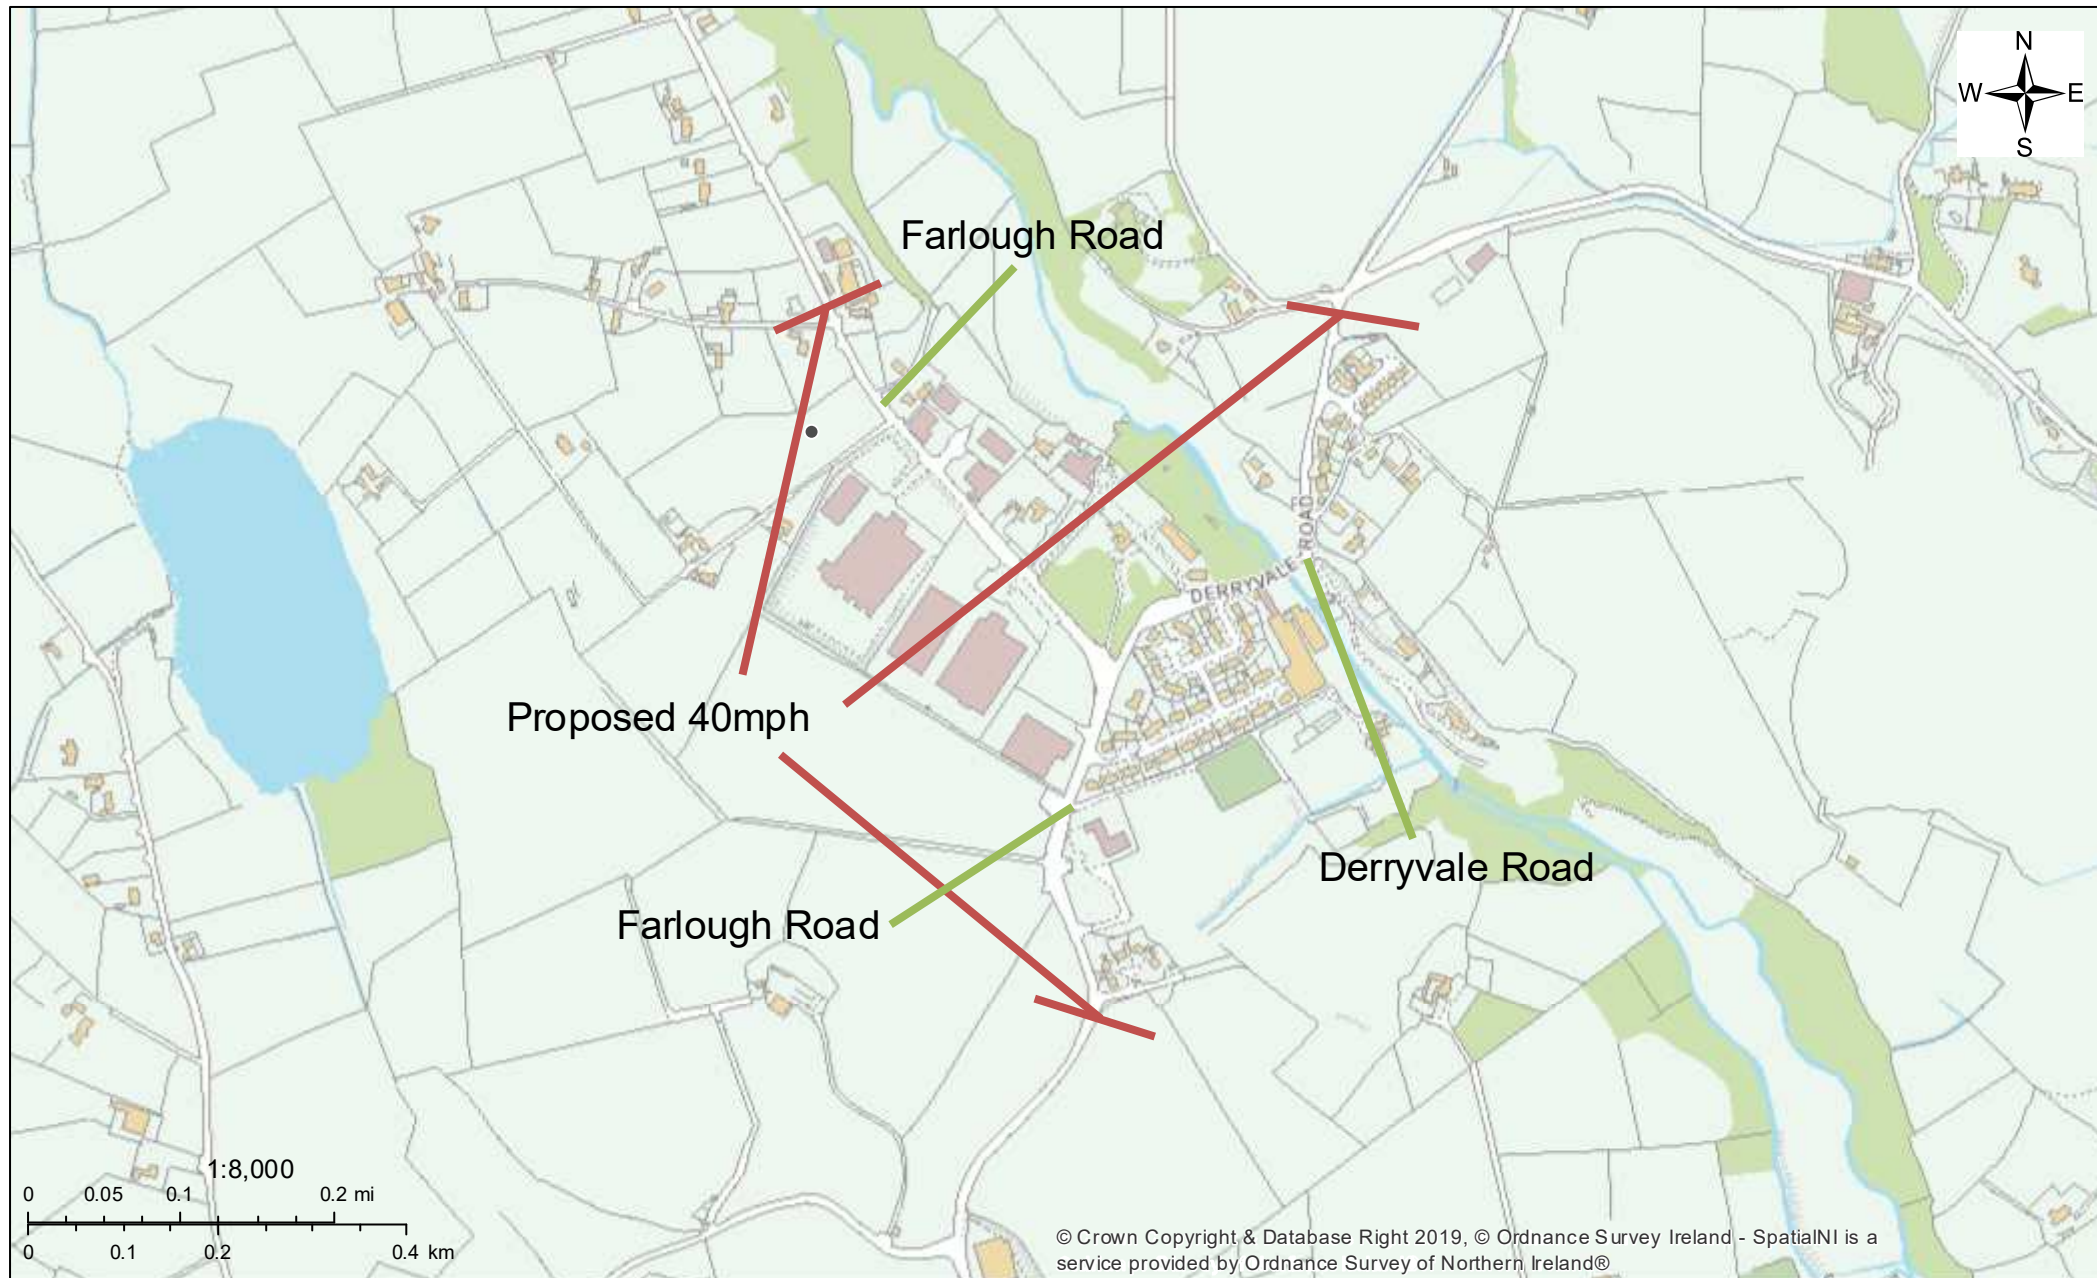 N
W E
S
Farlough Road
DERRYVALE ROAD
Proposed 40mph
Derryvale Road
Farlough Road
1:8,000
0 0.05 0.1 0.2 mi
0 0.1 0.2 0.4 km
© Crown Copyright & Database Right 2019, © Ordnance Survey Ireland - SpatialNI is a
service provided by Ordnance Survey of Northern Ireland®